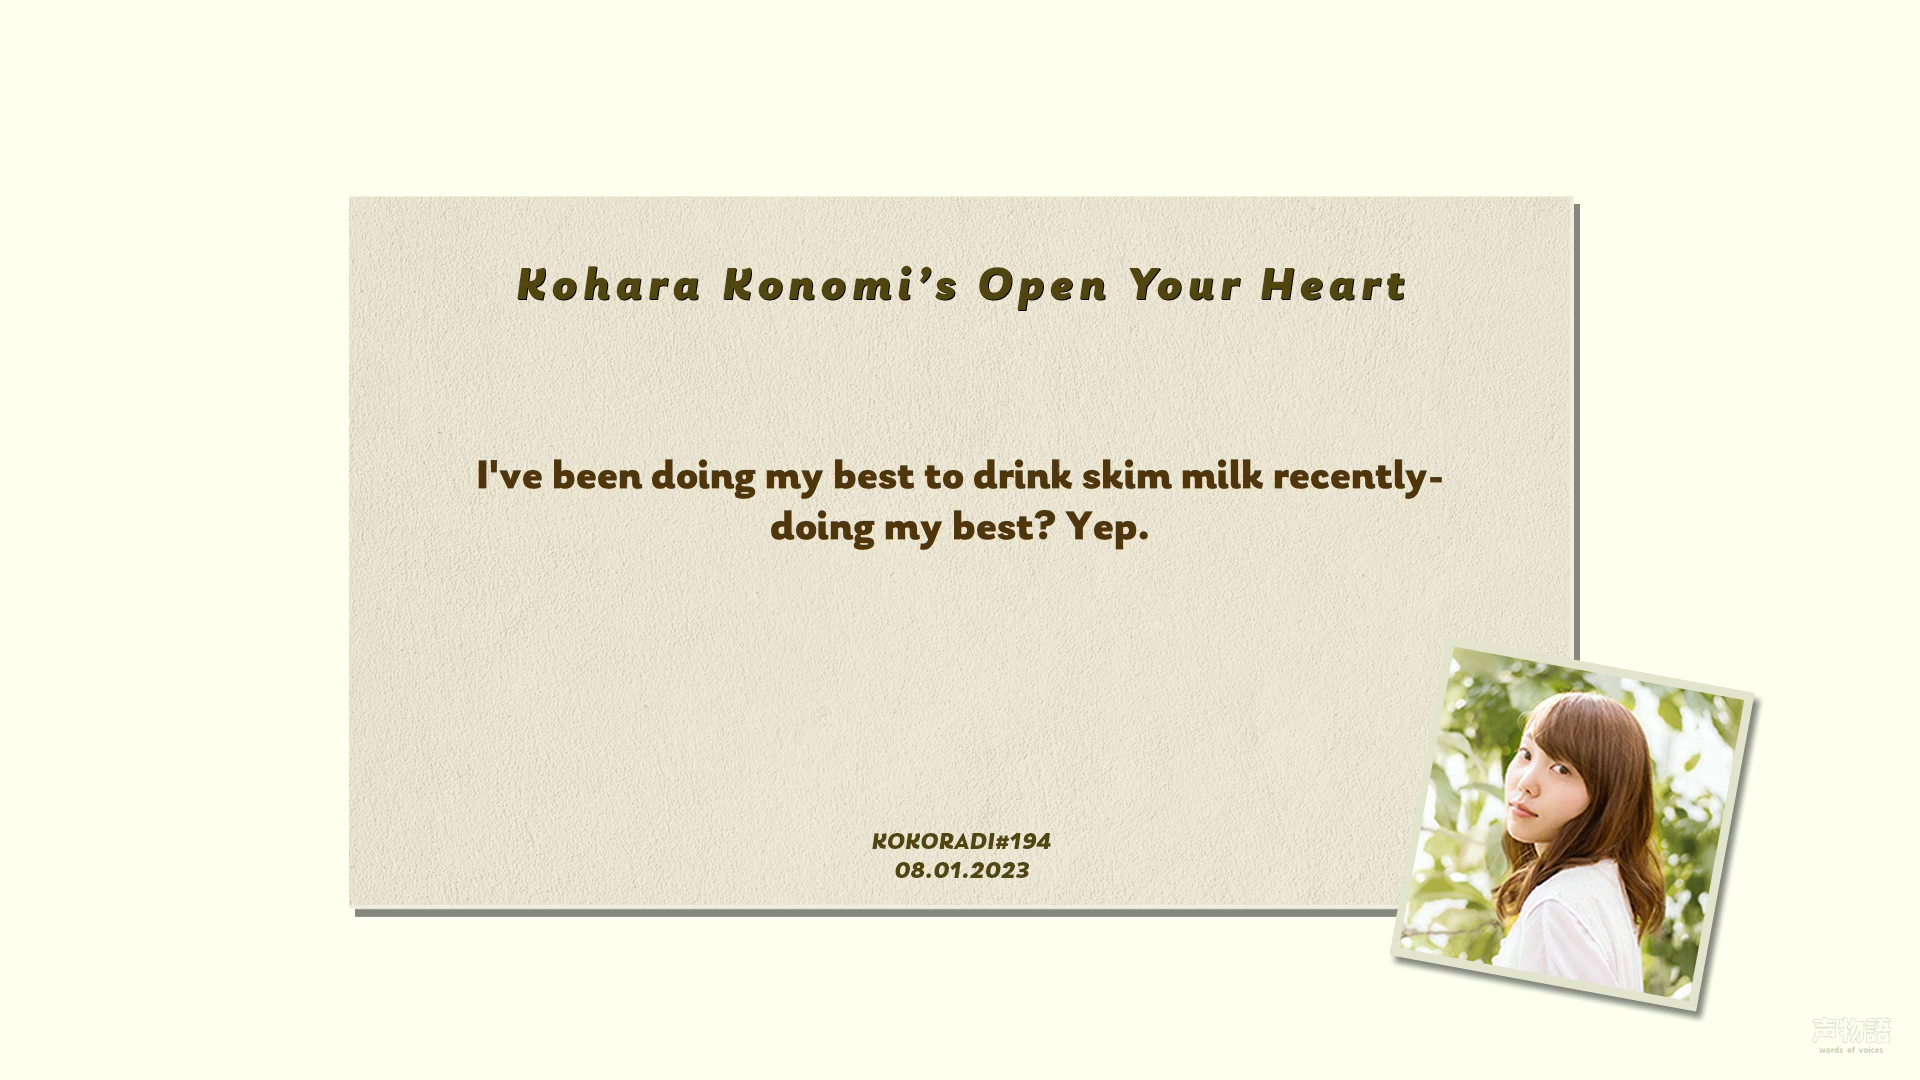 Kohara Konomi’s Open Your Heart
I've been doing my best to drink skim milk recently-
doing my best? Yep.
KOKORADI#194
08.01.2023
声物語
words of voices